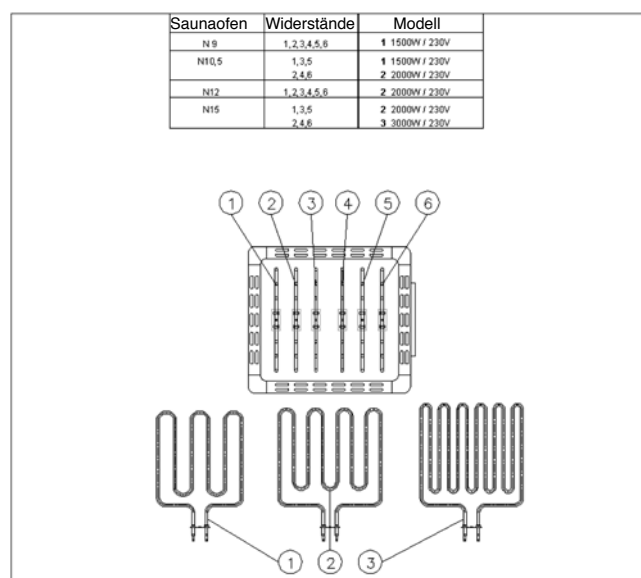 Saunaofen Widerstände Modell
N 9 1,2,3,4,5,6 1 1500W / 230V
N10,5 1,3,5 1 1500W / 230V
2,4,6 2 2000W / 230V
N12 1,2,3,4,5,6 2 2000W / 230V
N15 1,3,5 2 2000W / 230V
2,4,6 3 3000W / 230V
1 2 3 4 5 6
1 2 3